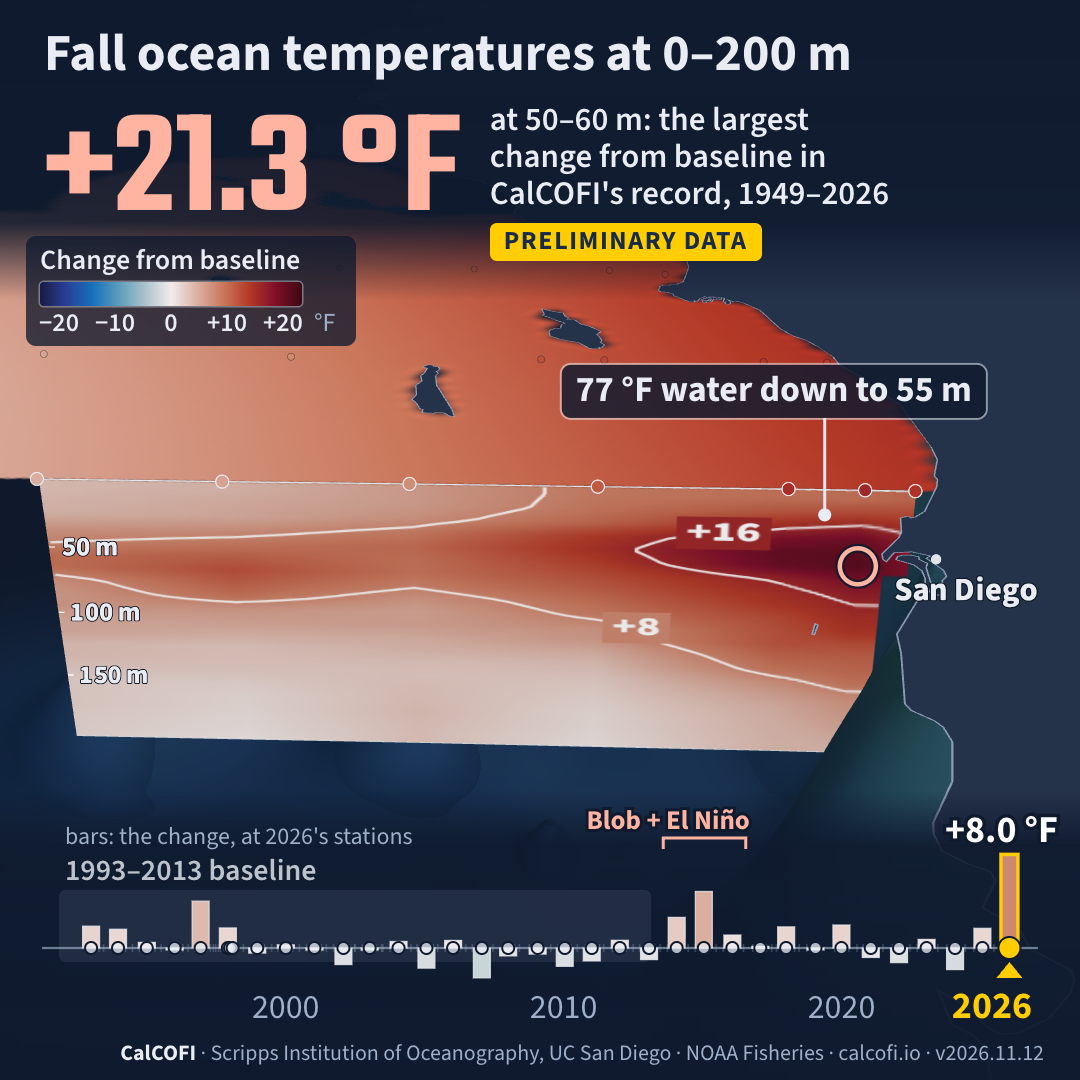 Fall ocean temperatures at 0–200 m
+21.3 °F
at 50–60 m: the largest
change from baseline in
CalCOFI's record, 1949–2026
PRELIMINARY DATA
Change from baseline
−20 −10 0 +10 +20 °F
77 °F water down to 55 m
+16
50 m
San Diego
100 m
+8
150 m
Blob + El Niño
+8.0 °F
bars: the change, at 2026's stations
1993–2013 baseline
2000 2010 2020 2026
CalCOFI · Scripps Institution of Oceanography, UC San Diego · NOAA Fisheries · calcofi.io · v2026.11.12